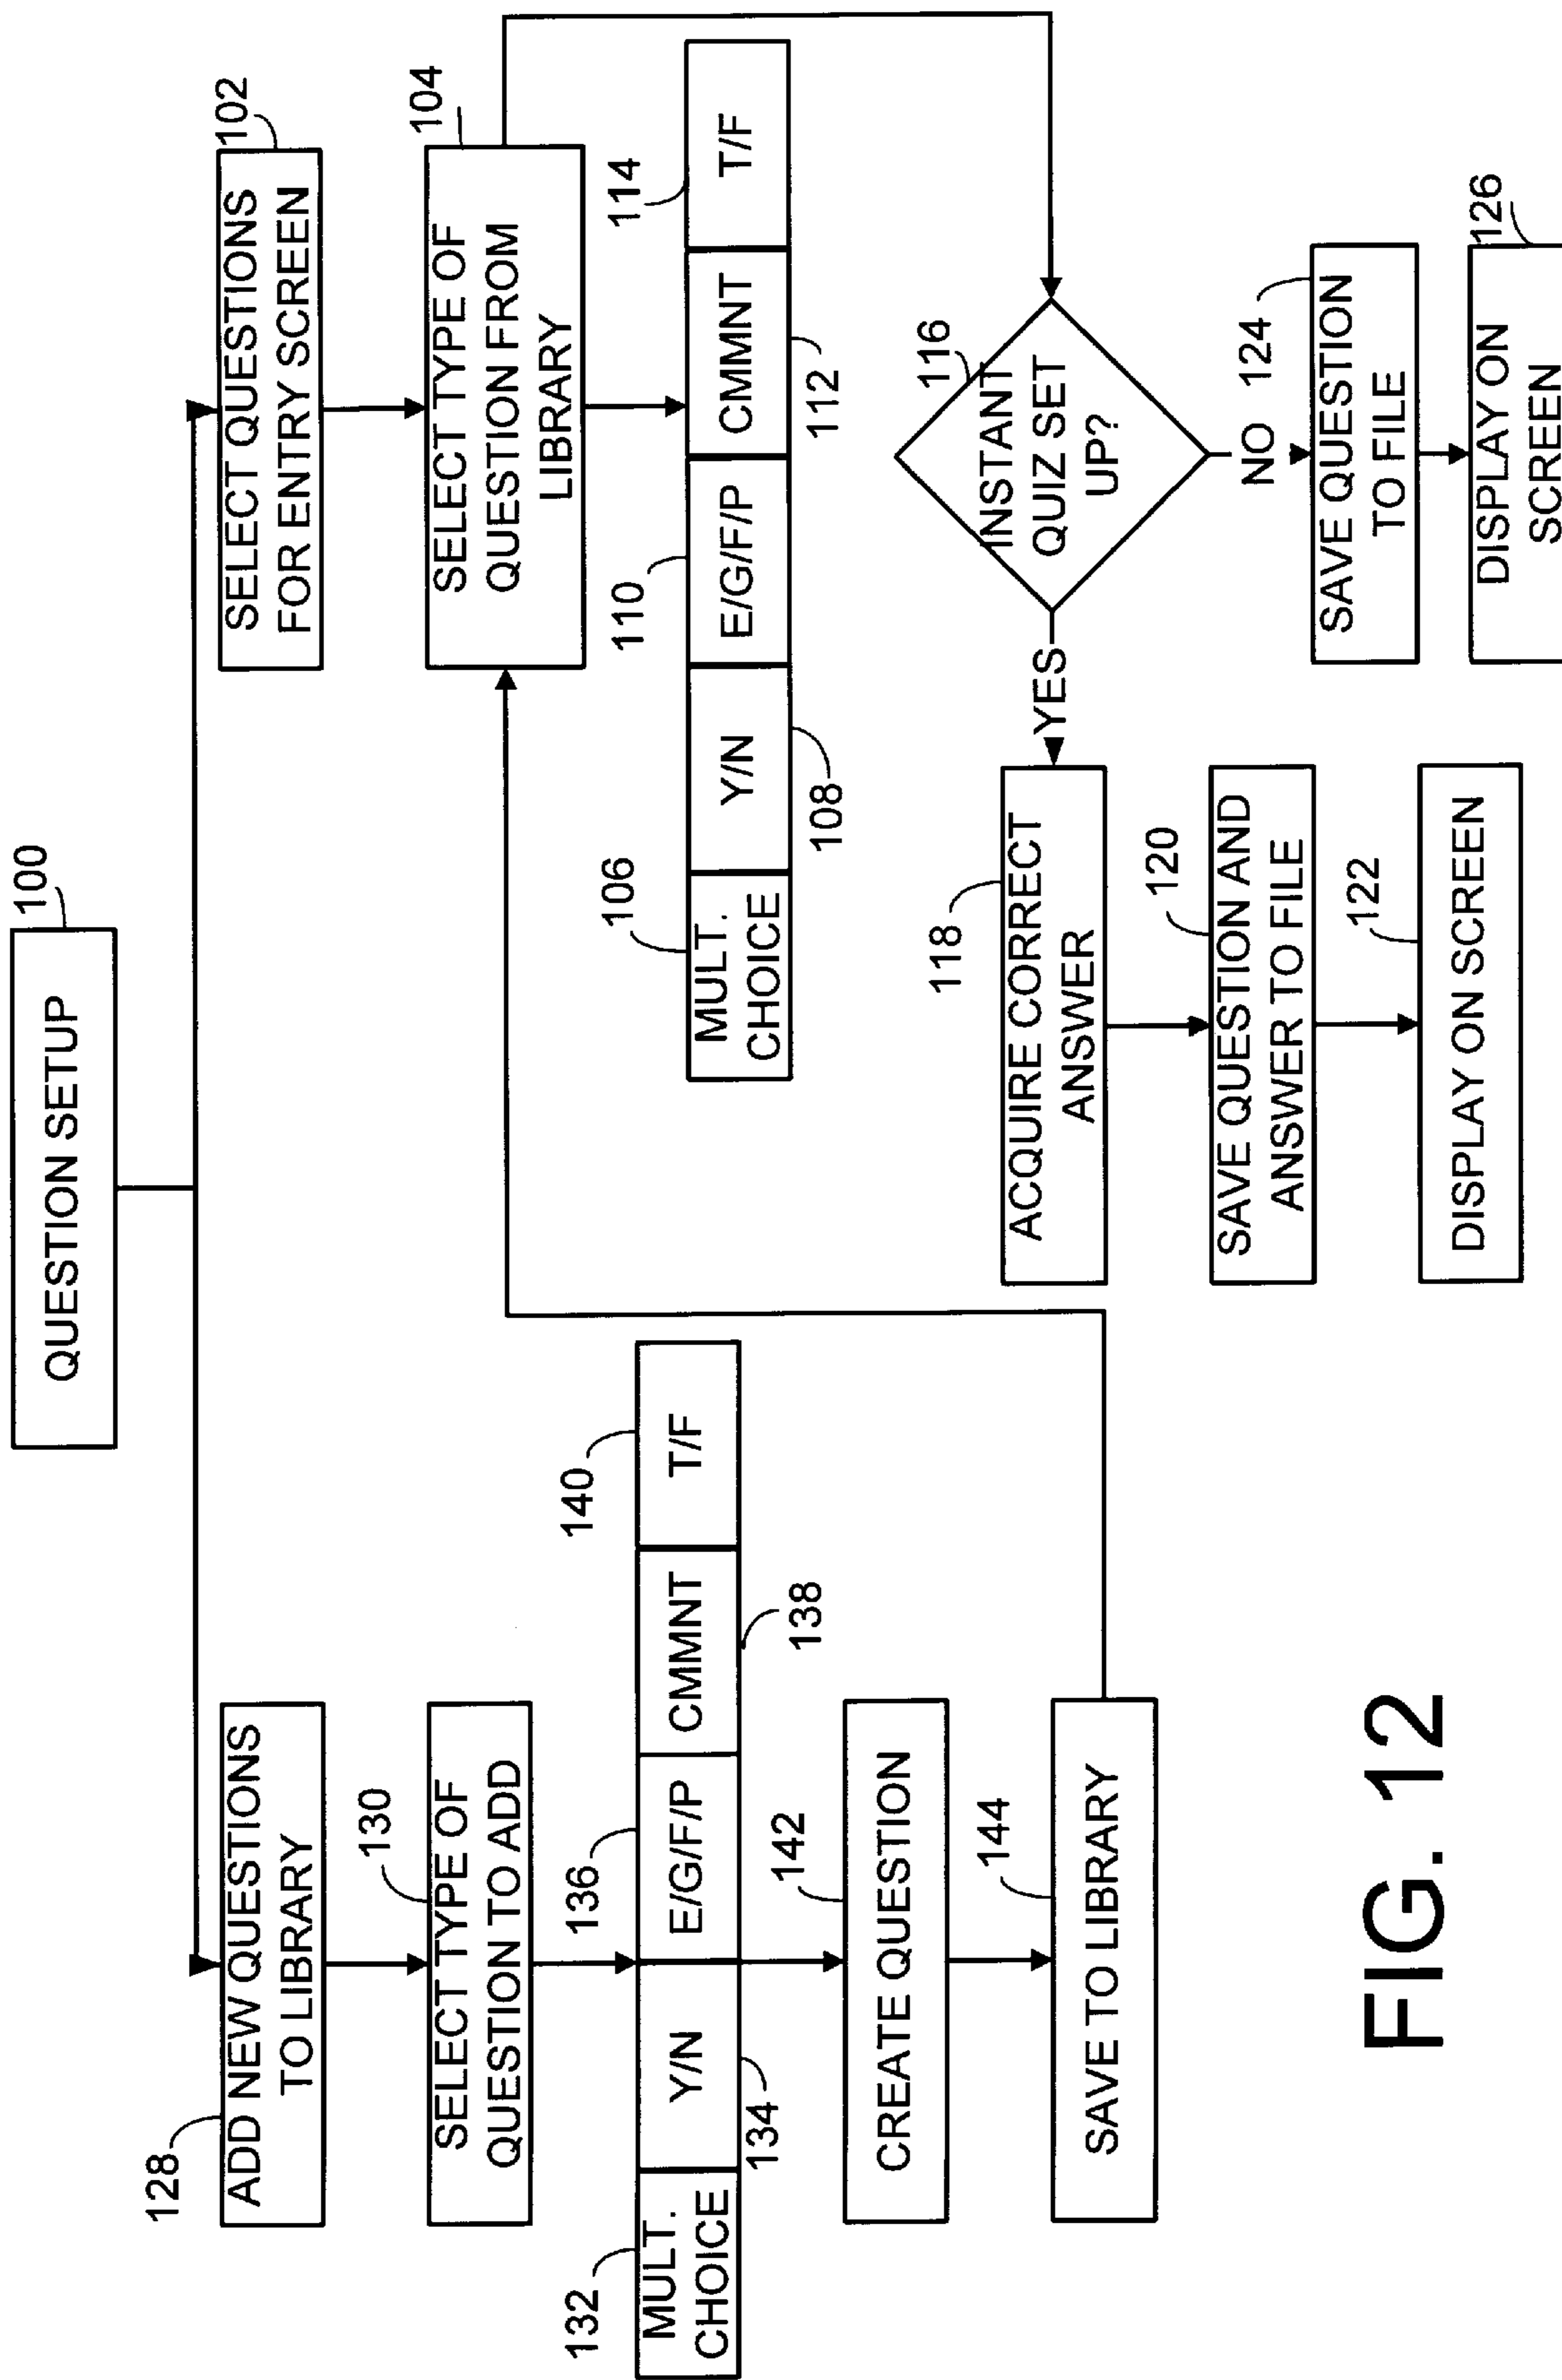 100
QUESTION SETUP
128
ADD NEW QUESTIONS
TO LIBRARY
130
SELECT TYPE OF
QUESTION TO ADD
132
MULT.
CHOICE
Y/N
134
136
E/G/F/P
CMMNT
138
140
T/F
142
CREATE QUESTION
144
SAVE TO LIBRARY
102
SELECT QUESTIONS
FOR ENTRY SCREEN
104
SELECT TYPE OF
QUESTION FROM
LIBRARY
106
MULT.
CHOICE
Y/N
108
110
E/G/F/P
CMMNT
112
114
T/F
116
INSTANT
QUIZ SET
UP?
YES
118
ACQUIRE CORRECT
ANSWER
120
SAVE QUESTION AND
ANSWER TO FILE
122
DISPLAY ON SCREEN
NO
124
SAVE QUESTION
TO FILE
126
DISPLAY ON
SCREEN
FIG. 12